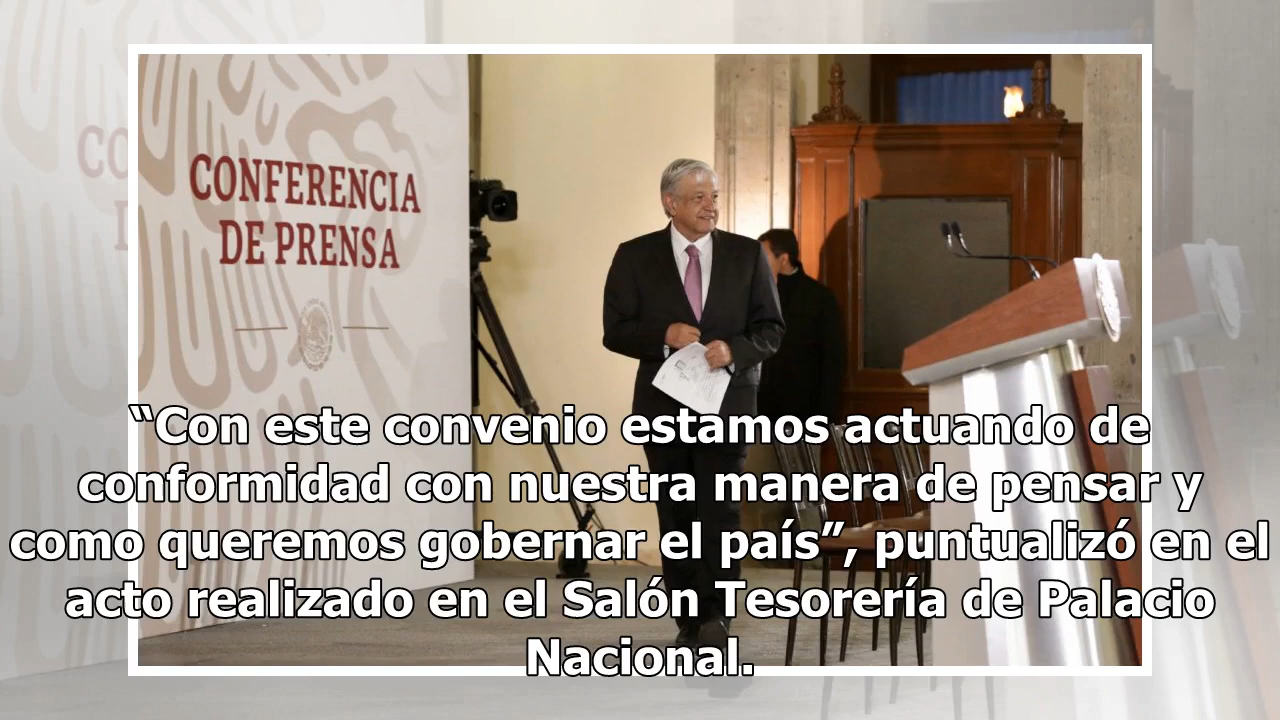 CONFERENCIA
DE PRENSA
“Con este convenio estamos actuando de
conformidad con nuestra manera de pensar y
como queremos gobernar el país”, puntualizó en el
acto realizado en el Salón Tesorería de Palacio
Nacional.